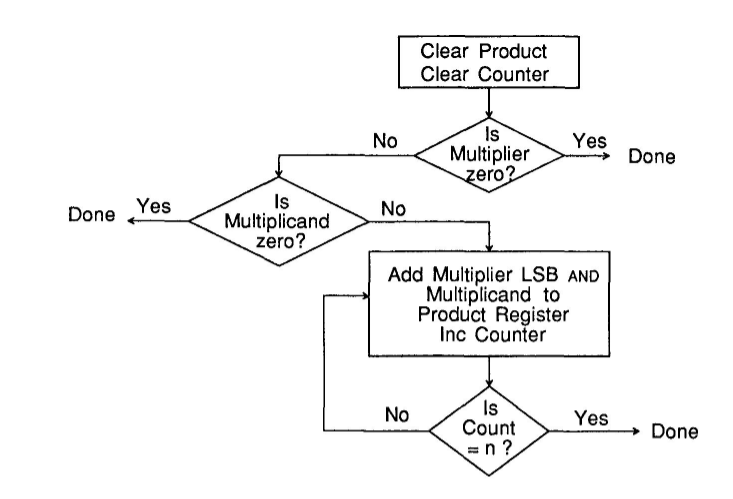 Clear Product
Clear Counter
Is
Multiplier
zero?
No
Yes
Done
Is
Multiplicand
zero?
Yes
Done
No
Add Multiplier LSB AND
Multiplicand to
Product Register
Inc Counter
Is
Count
= n ?
No
Yes
Done